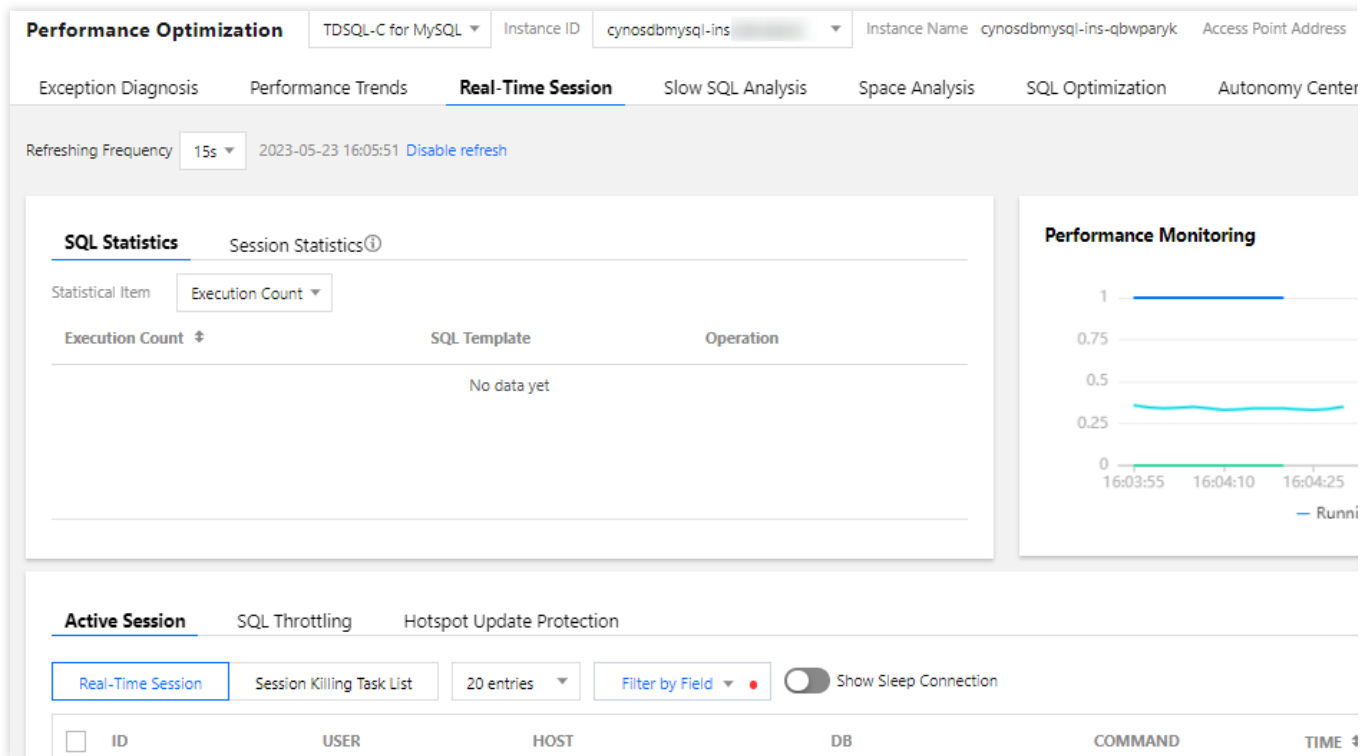 Performance Optimization TDSQL-C for MySQL Instance ID cynosdbmysql-ins Instance Name cynosdbmysql-ins-qbwparyk Access Point Address
Exception Diagnosis Performance Trends Real-Time Session Slow SQL Analysis Space Analysis SQL Optimization Autonomy Center
Refreshing Frequency 15s 2023-05-23 16:05:51 Disable refresh
SQL Statistics Session Statistics
Statistical Item Execution Count
Execution Count SQL Template Operation
No data yet
Performance Monitoring
1
0.75
0.5
0.25
0
16:03:55 16:04:10 16:04:25
Runni
Active Session SQL Throttling Hotspot Update Protection
Real-Time Session Session Killing Task List 20 entries Filter by Field Show Sleep Connection
ID USER HOST DB COMMAND TIME